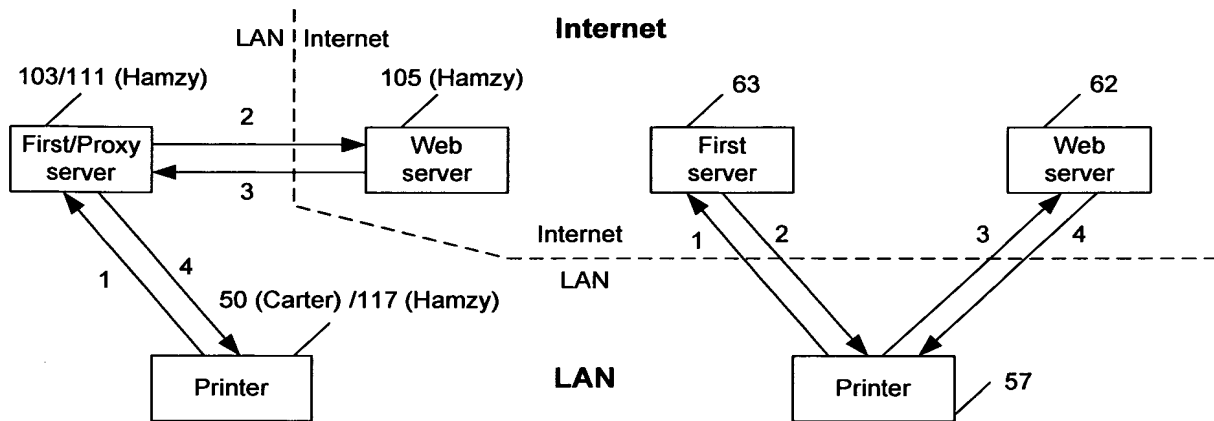 Internet
LAN Internet
103/111 (Hamzy)
105 (Hamzy)
63
62
2
First/Proxy
server
Web
server
First
server
Web
server
3
Internet
1
2
3
4
LAN
1
4
50 (Carter) /117 (Hamzy)
Printer
LAN
Printer
57